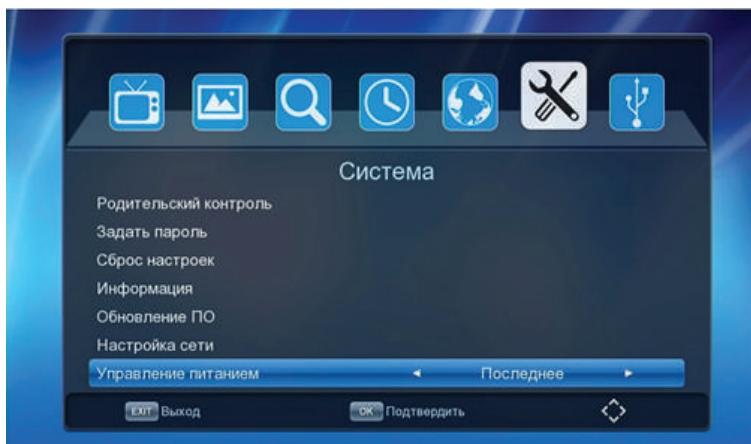 Система
Родительский контроль
Задать пароль
Сброс настроек
Информация
Обновление ПО
Настройка сети
Управление питанием Последнее
EXIT Выход OK Подтвердить